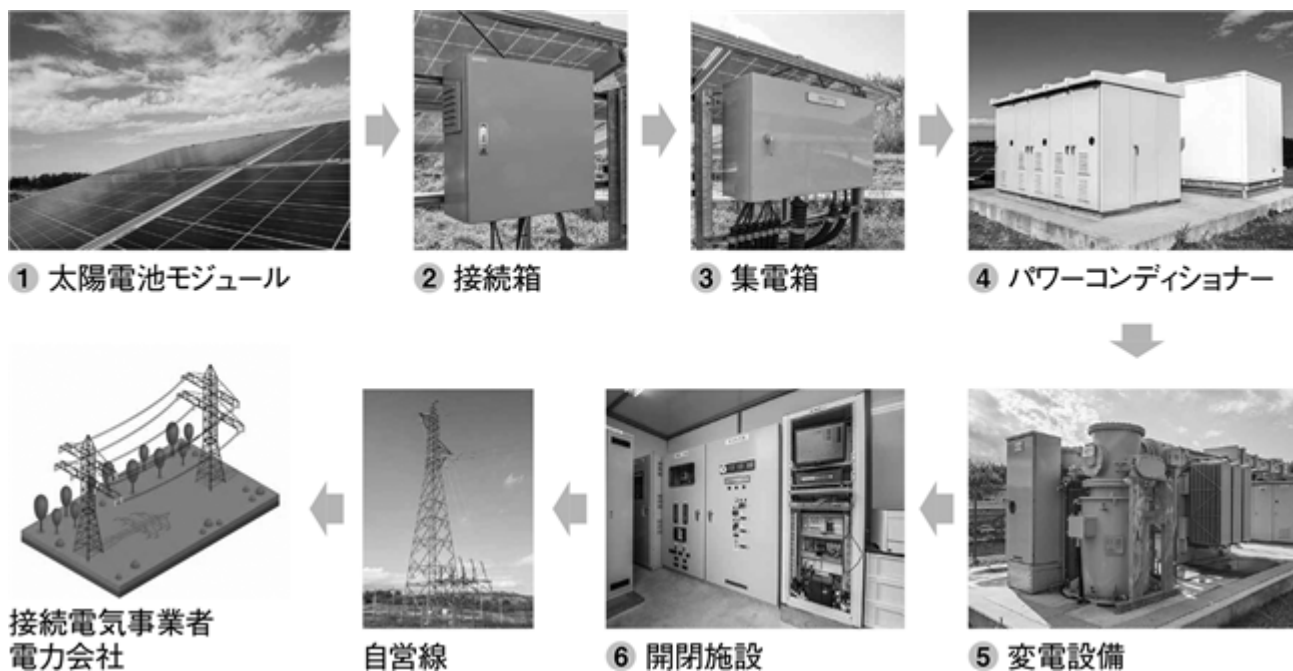 1 太陽電池モジュール
2 接続箱
3 集電箱
4 パワーコンディショナー
5 変電設備
6 開閉施設
自営線
接続電気事業者
電力会社